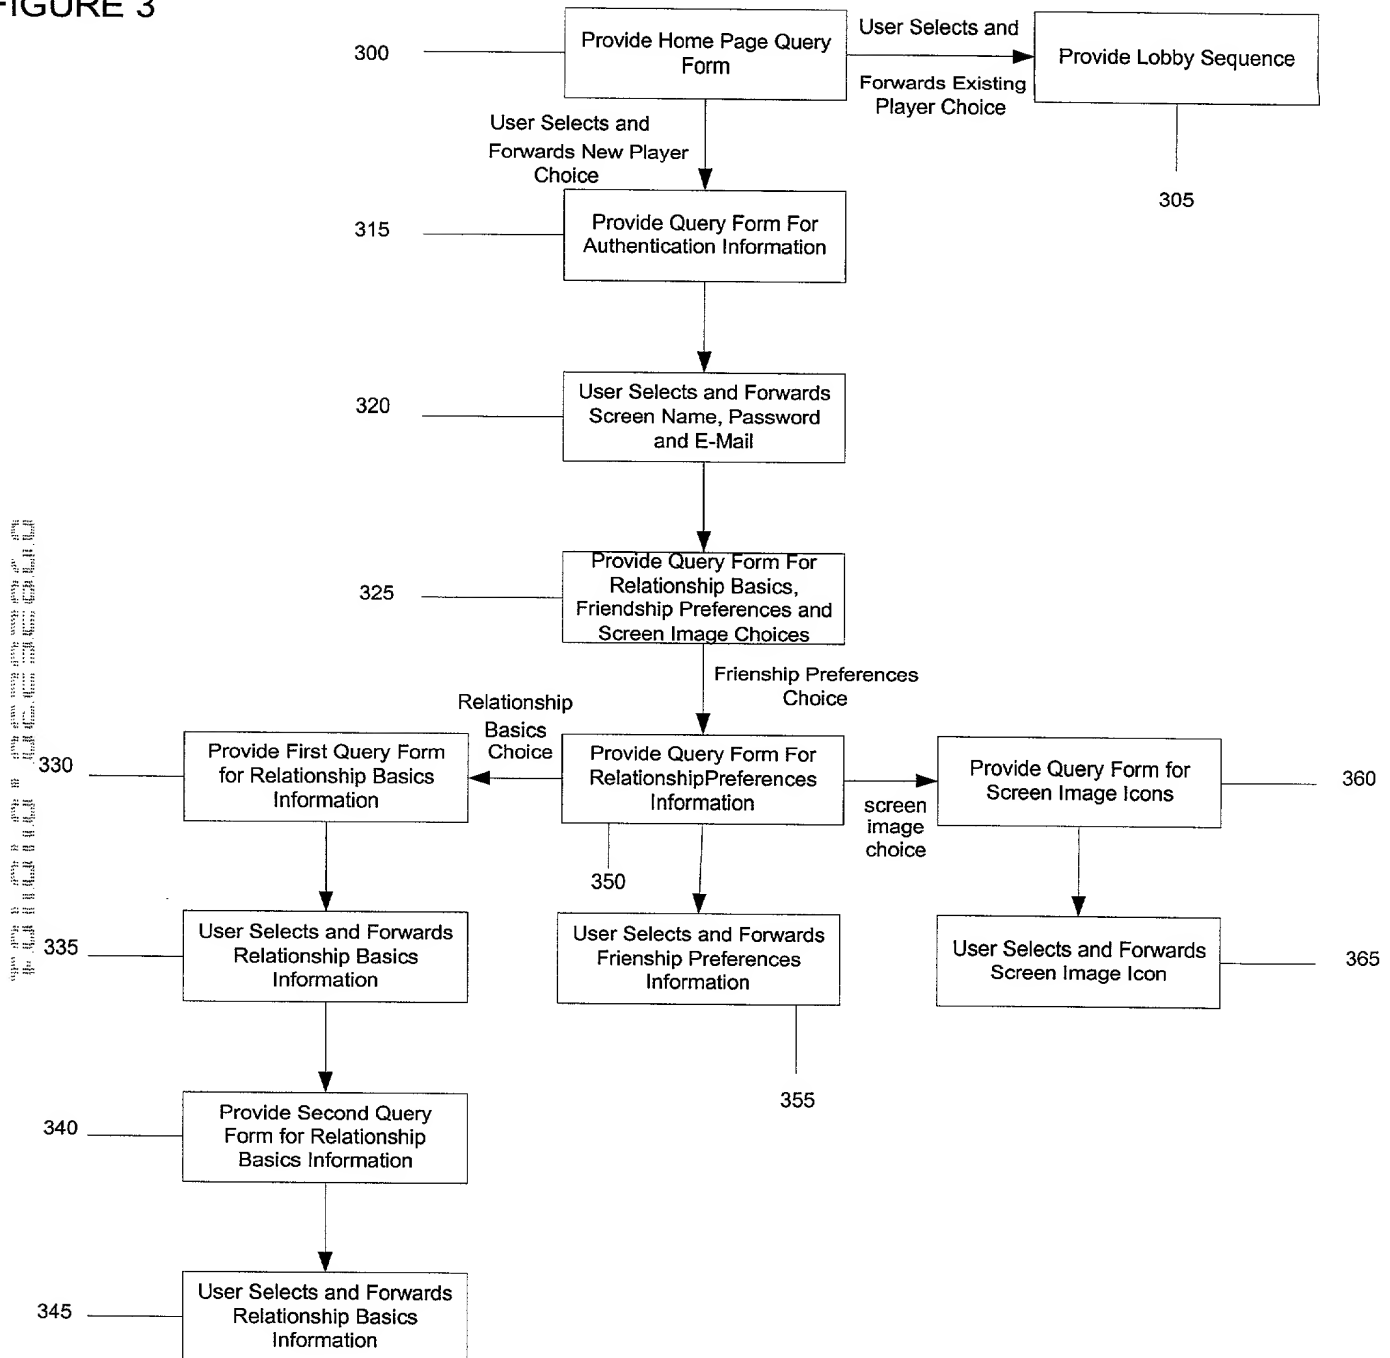 FIGURE 3
300
Provide Home Page Query
Form
User Selects and
Forwards Existing
Player Choice
Provide Lobby Sequence
305
User Selects and
Forwards New Player
Choice
315
Provide Query Form For
Authentication Information
320
User Selects and Forwards
Screen Name, Password
and E-Mail
325
Provide Query Form For
Relationship Basics,
Friendship Preferences and
Screen Image Choices
Frienship Preferences
Choice
Relationship
Basics
Choice
330
Provide First Query Form
for Relationship Basics
Information
Provide Query Form For
RelationshipPreferences
Information
350
screen
image
choice
Provide Query Form for
Screen Image Icons
360
335
User Selects and Forwards
Relationship Basics
Information
User Selects and Forwards
Frienship Preferences
Information
355
User Selects and Forwards
Screen Image Icon
365
340
Provide Second Query
Form for Relationship
Basics Information
345
User Selects and Forwards
Relationship Basics
Information